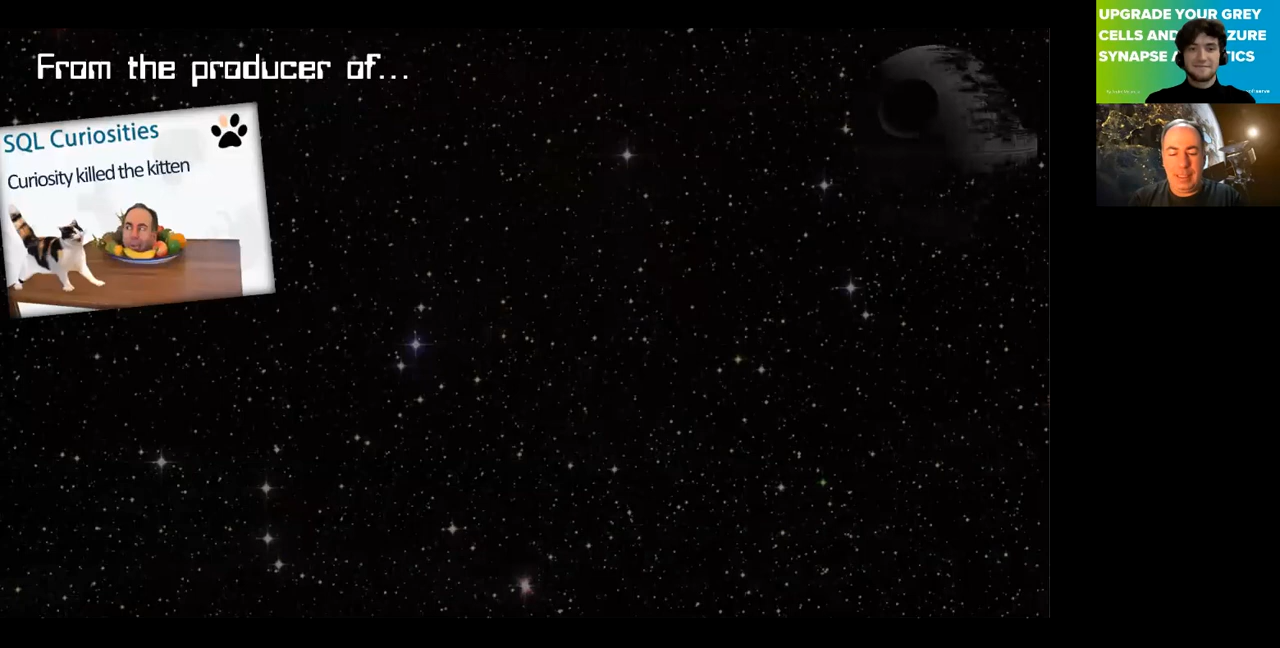 From the producer of...
SQL Curiosities
Curiosity killed the kitten
UPGRADE YOUR GREY
CELLS AND ZURE
SYNAPSE A TICS